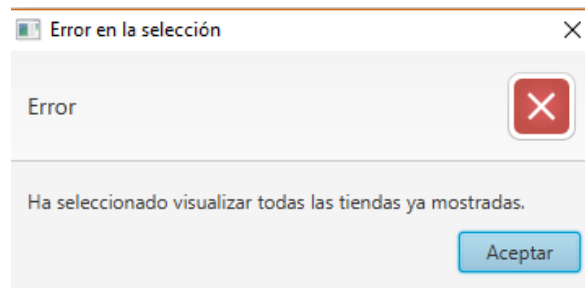 Error en la selección
Error
Ha seleccionado visualizar todas las tiendas ya mostradas.
Aceptar